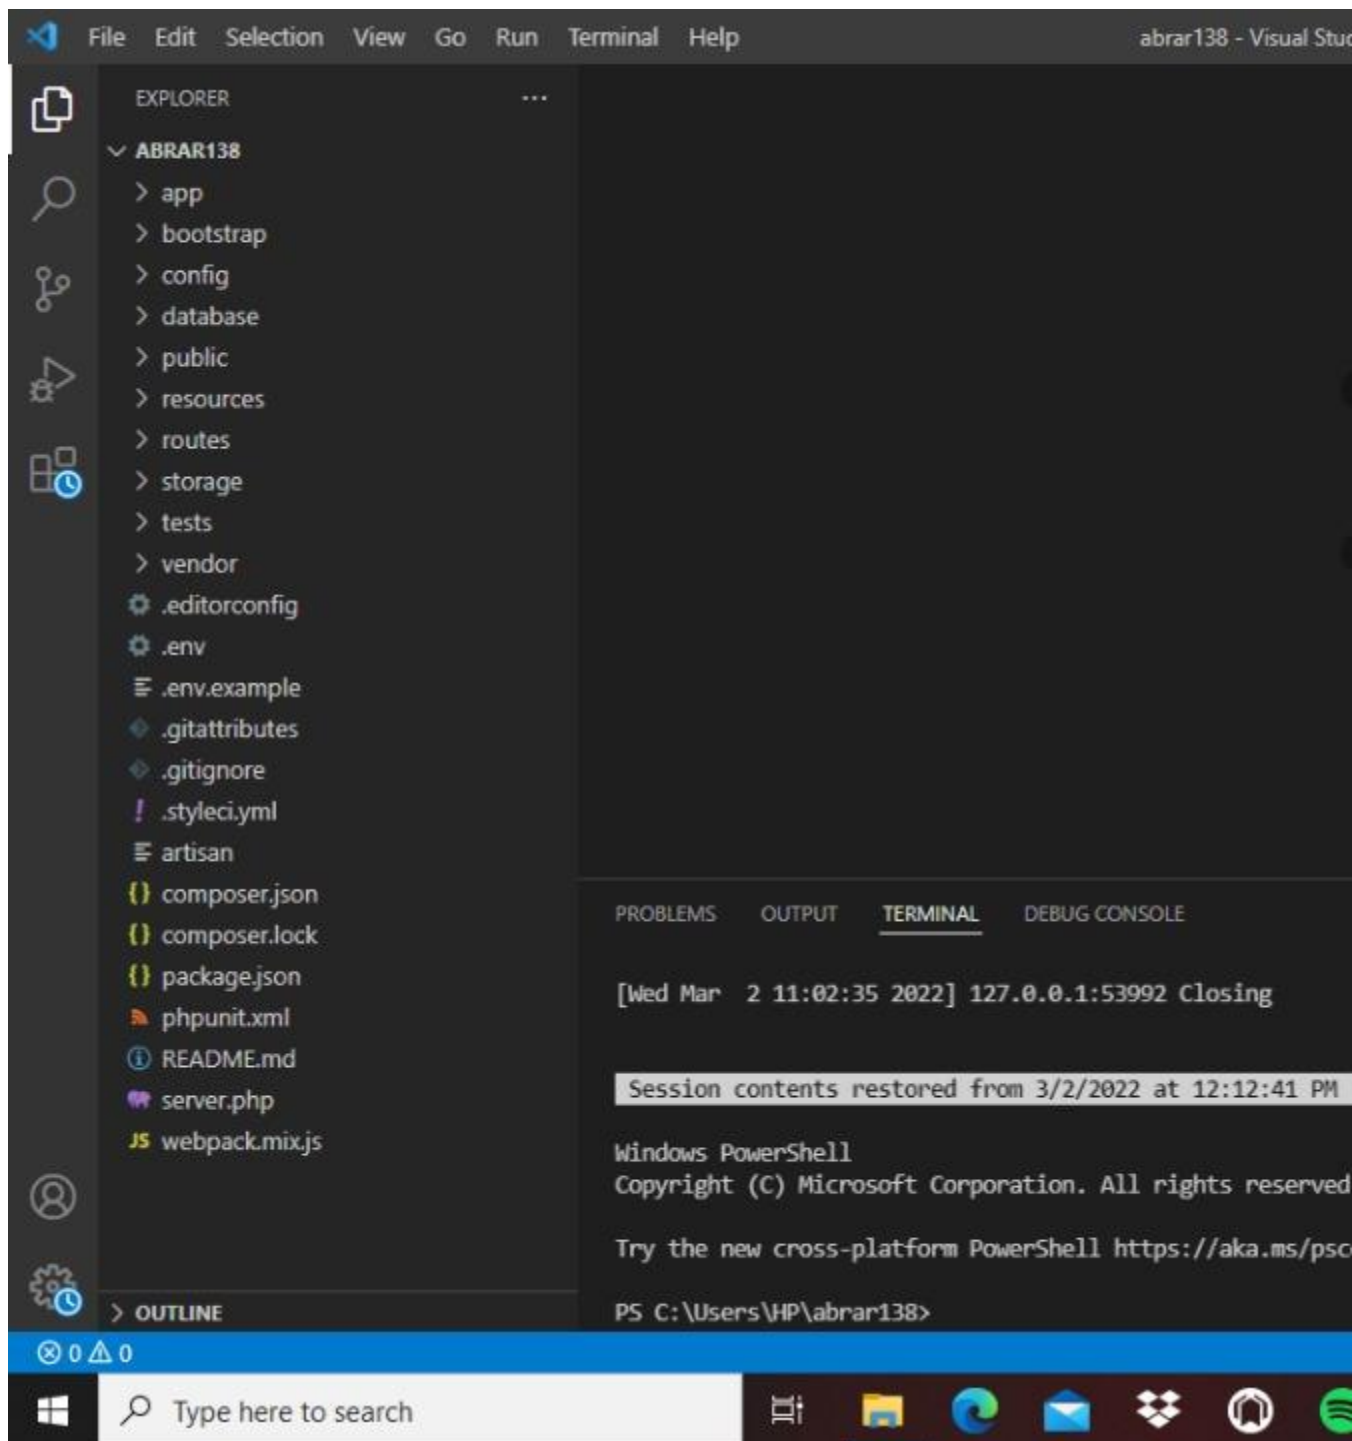 File Edit Selection View Go Run Terminal Help
abrar138 - Visual
EXPLORER
ABRAR138
app
bootstrap
config
database
public
resources
routes
storage
tests
vendor
.editorconfig
.env
.env.example
.gitattributes
.gitignore
.styleci.yml
artisan
composer.json
composer.lock
package.json
phpunit.xml
README.md
server.php
JS webpack.mix.js
OUTLINE
PROBLEMS OUTPUT TERMINAL DEBUG CONSOLE
[Wed Mar  2 11:02:35 2022] 127.0.0.1:53992 Closing
Session contents restored from 3/2/2022 at 12:12:41 PM
Windows PowerShell
Copyright (C) Microsoft Corporation. All rights reserved
Try the new cross-platform PowerShell https://aka.ms/psc
PS C:\Users\HP\abrar138>
0 0
Type here to search